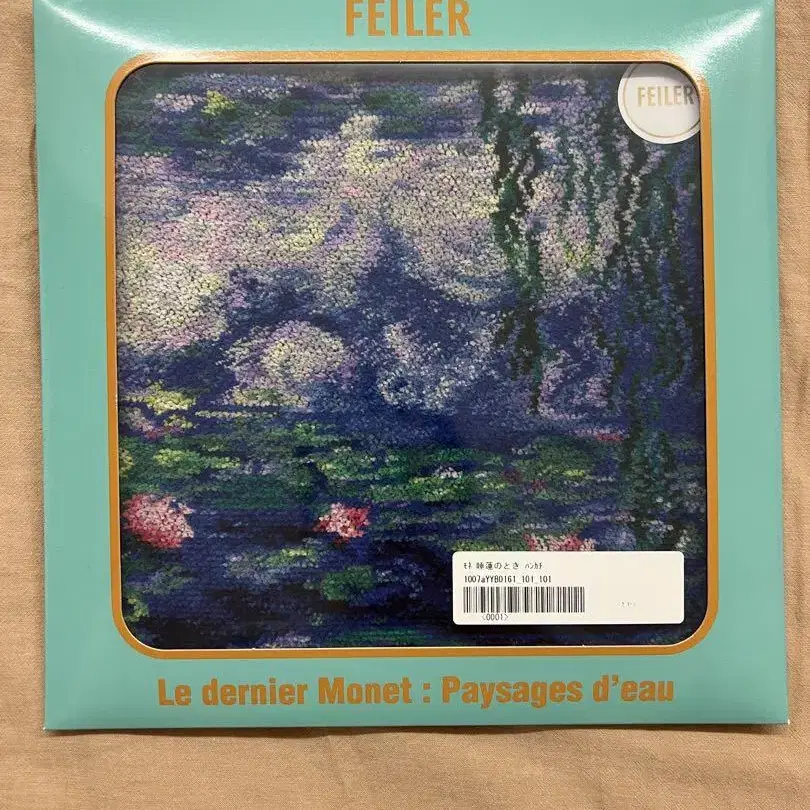 FEILER
FEILER
ﾓﾈ 睡蓮のとき ﾊﾝｶﾁ
1007aYYB0161_101_101
(0001)
Le dernier Monet : Paysages d'eau